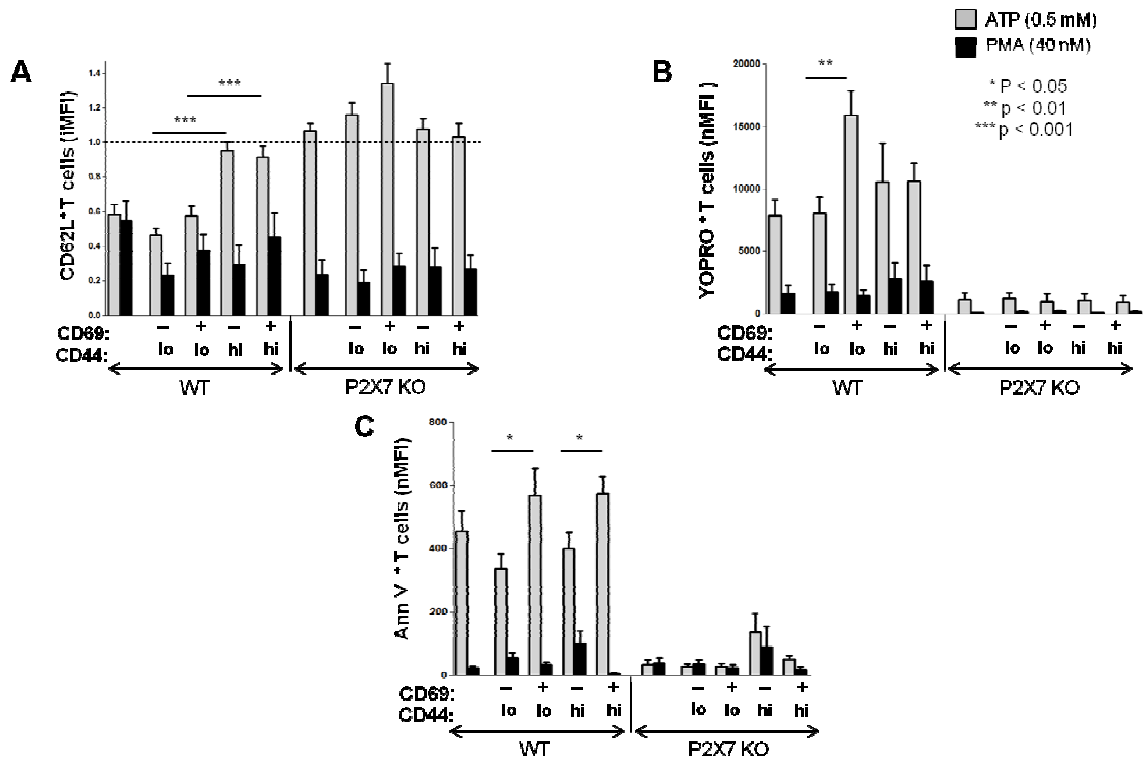 ATP (0.5 mM)
PMA (40 nM)
* P < 0.05
** p < 0.01
*** p < 0.001
A
CD62L+ T cells (iMFI)
1.4
1.2
1.0
0.8
0.6
0.4
0.2
0.0
***
***
CD69: – + – + – + – +
CD44: lo lo hi hi lo lo hi hi
WT P2X7 KO
B
YOPRO + T cells (nMFI)
20000
15000
10000
5000
0
**
CD69: – + – + – + – +
CD44: lo lo hi hi lo lo hi hi
WT P2X7 KO
C
Ann V + T cells (nMFI)
800
600
400
200
0
* *
CD69: – + – + – + – +
CD44: lo lo hi hi lo lo hi hi
WT P2X7 KO